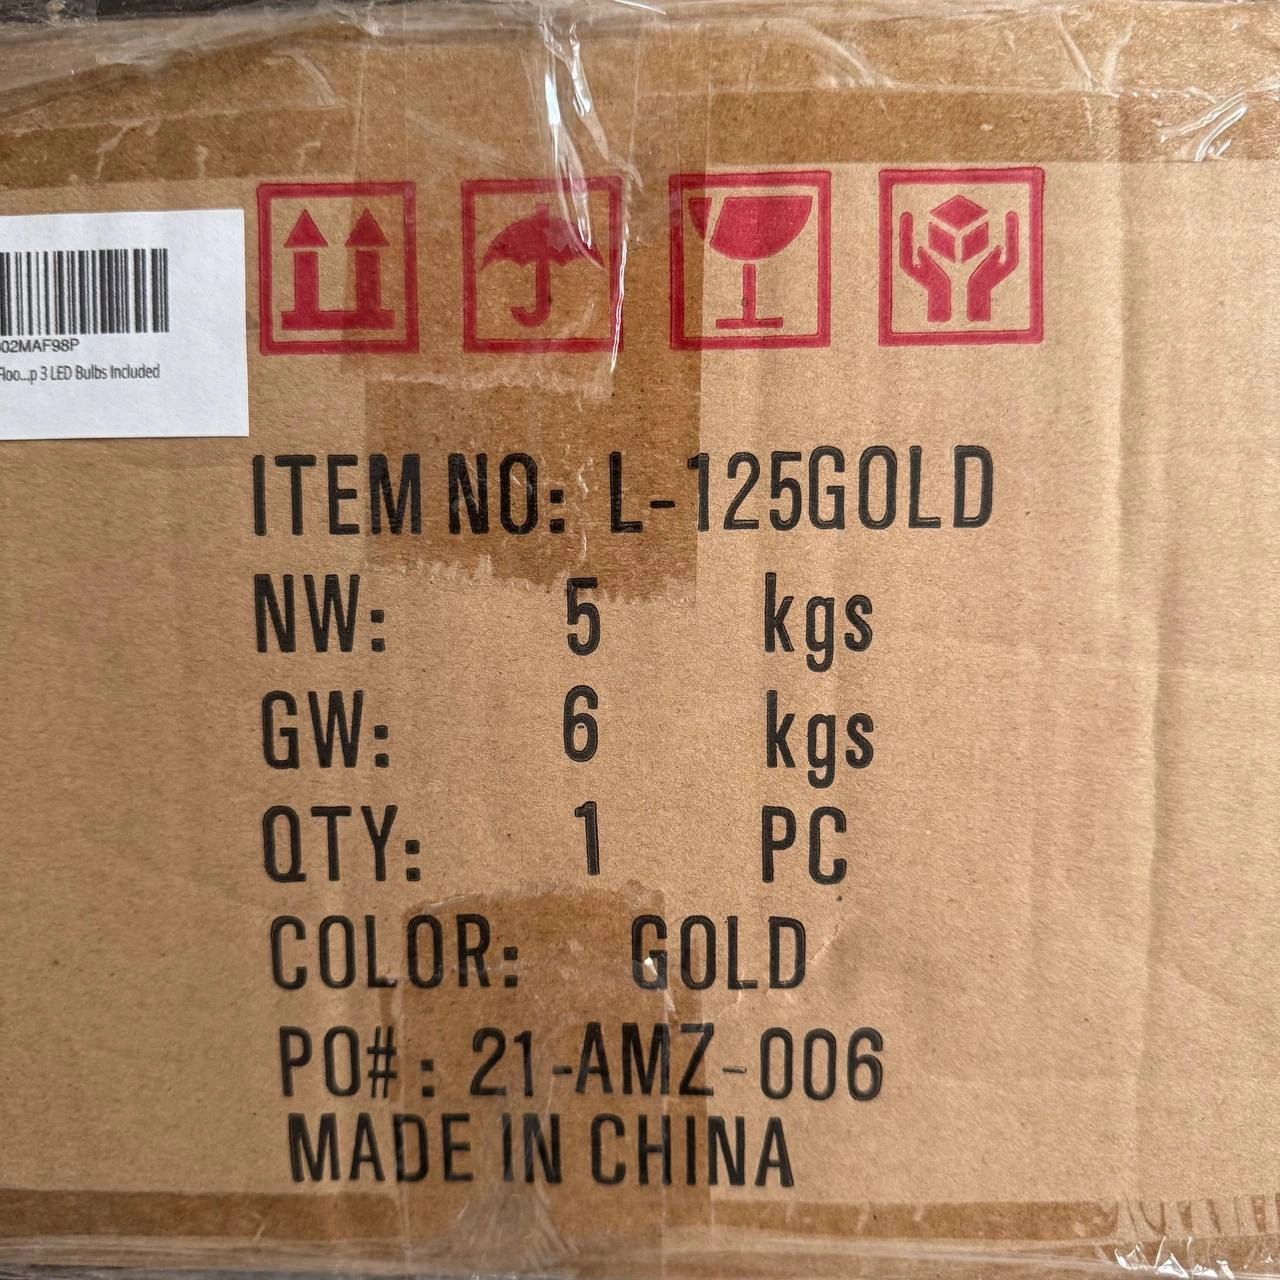 02MAF98P
Floo...p 3 LED Bulbs Included
ITEM NO: L-125GOLD
NW: 5 kgs
GW: 6 kgs
QTY: 1 PC
COLOR: GOLD
PO#: 21-AMZ-006
MADE IN CHINA